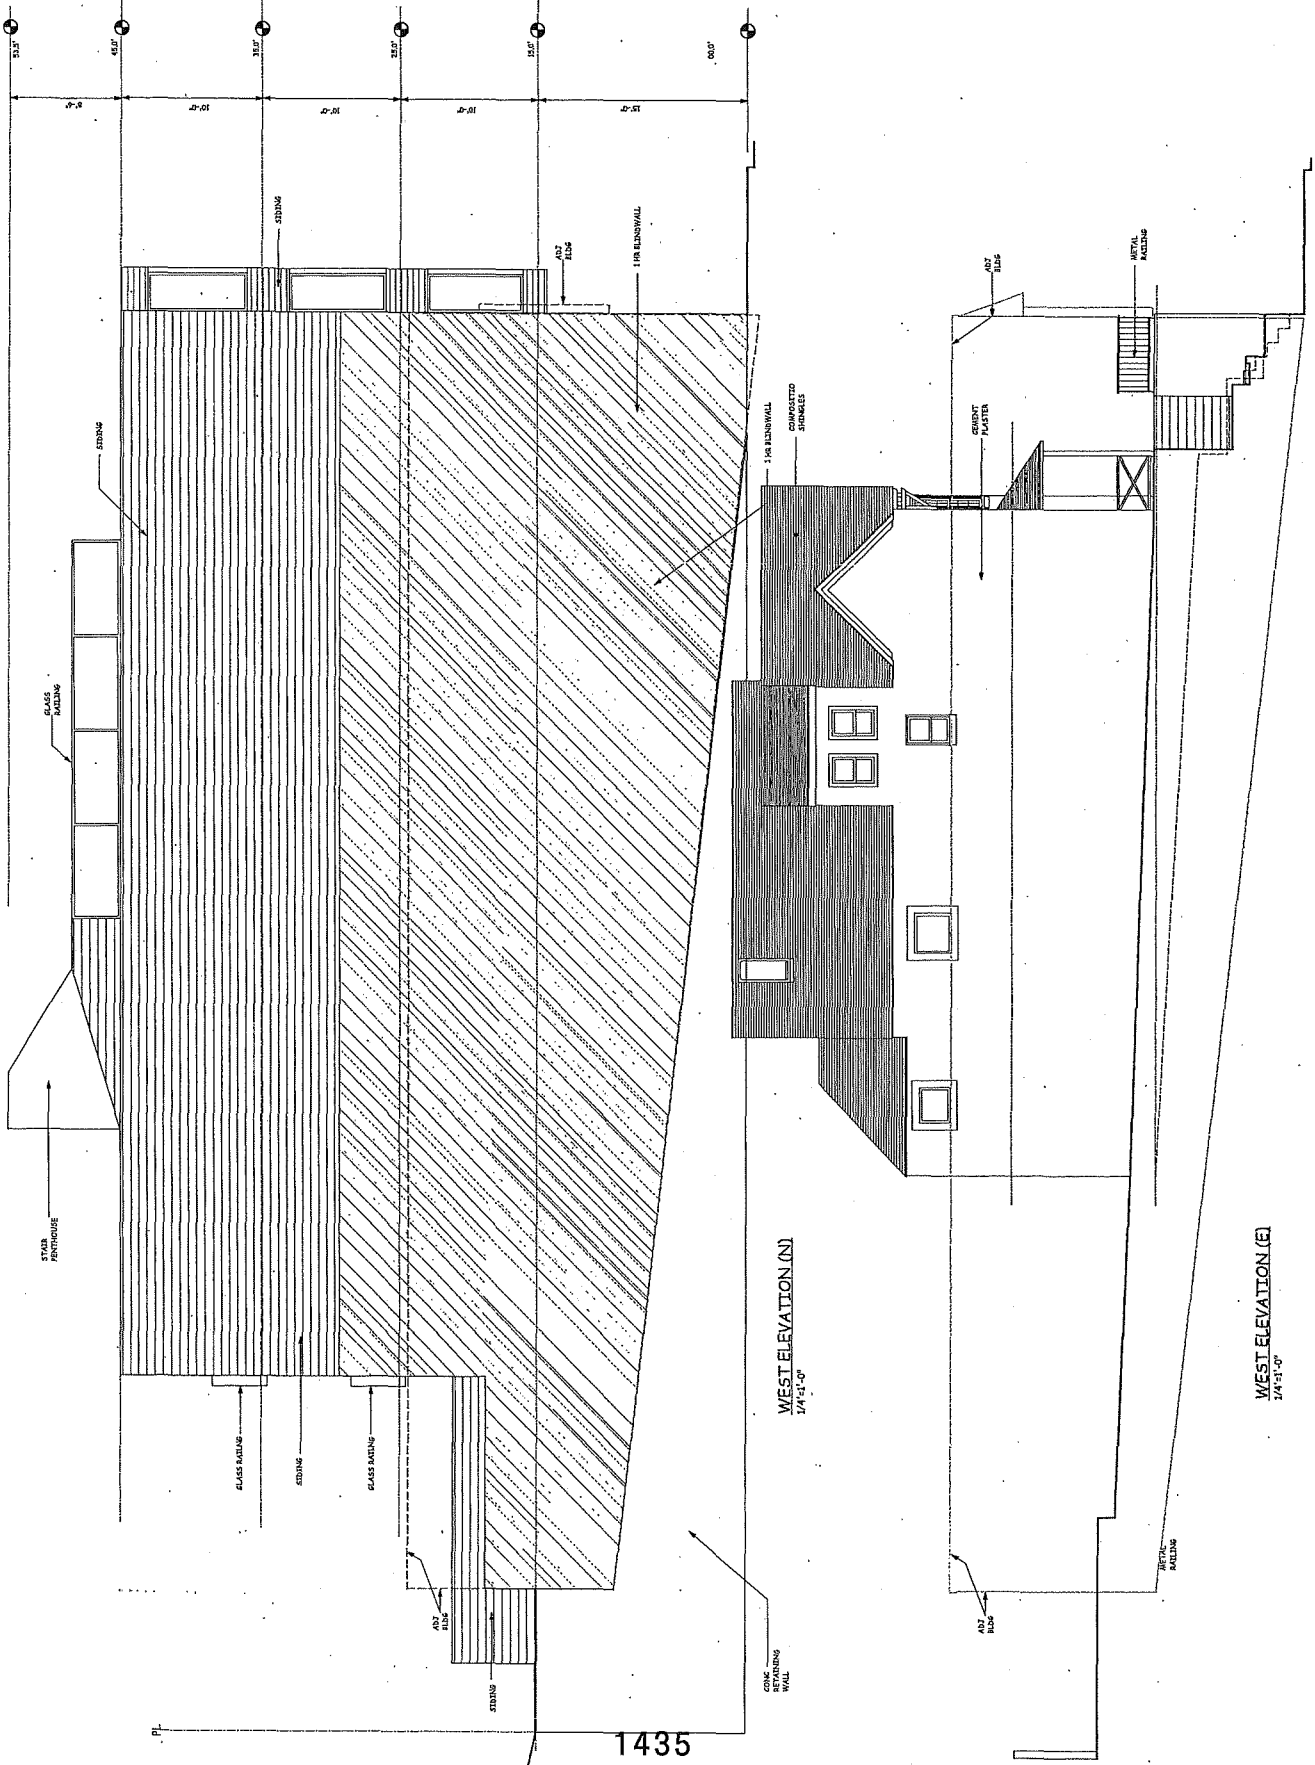 53.5'
45.0'
35.0'
25.0'
15.0'
00.0'
8'-6"
10'-0"
10'-0"
10'-0"
15'-0"
SIDING
ADJ
BLDG
1 HR BLINDWALL
SIDING
GLASS
RAILING
STAIR
PENTHOUSE
GLASS RAILING
SIDING
GLASS RAILING
ADJ
BLDG
SIDING
PL
CONC
RETAINING
WALL
1 HR BLINDWALL
COMPOSITIO
SHINGLES
WEST ELEVATION (N)
1/4"=1'-0"
ADJ
BLDG
METAL
RAILING
CEMENT
PLASTER
ADJ
BLDG
METAL
RAILING
WEST ELEVATION (E)
1/4"=1'-0"
1435